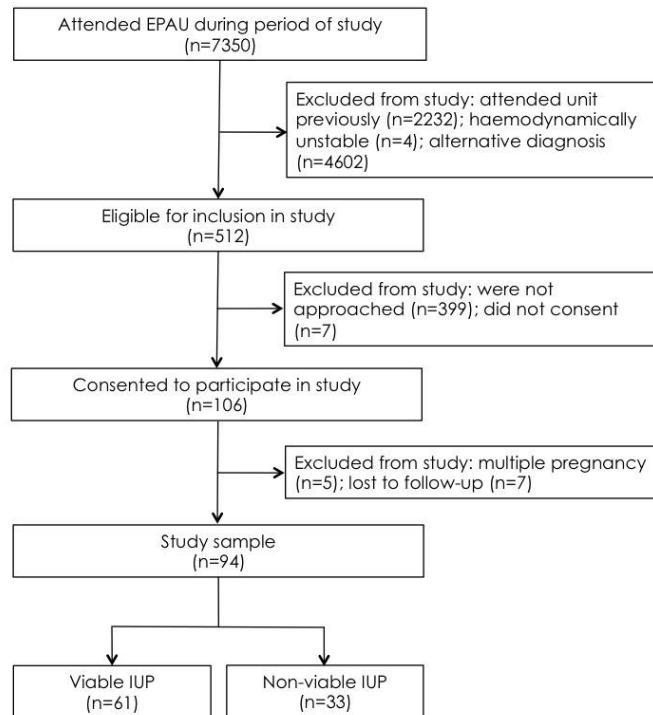 Attended EPAU during period of study
(n=7350)
Excluded from study: attended unit
previously (n=2232); haemodynamically
unstable (n=4); alternative diagnosis
(n=4602)
Eligible for inclusion in study
(n=512)
Excluded from study: were not
approached (n=399); did not consent
(n=7)
Consented to participate in study
(n=106)
Excluded from study: multiple pregnancy
(n=5); lost to follow-up (n=7)
Study sample
(n=94)
Viable IUP
(n=61)
Non-viable IUP
(n=33)